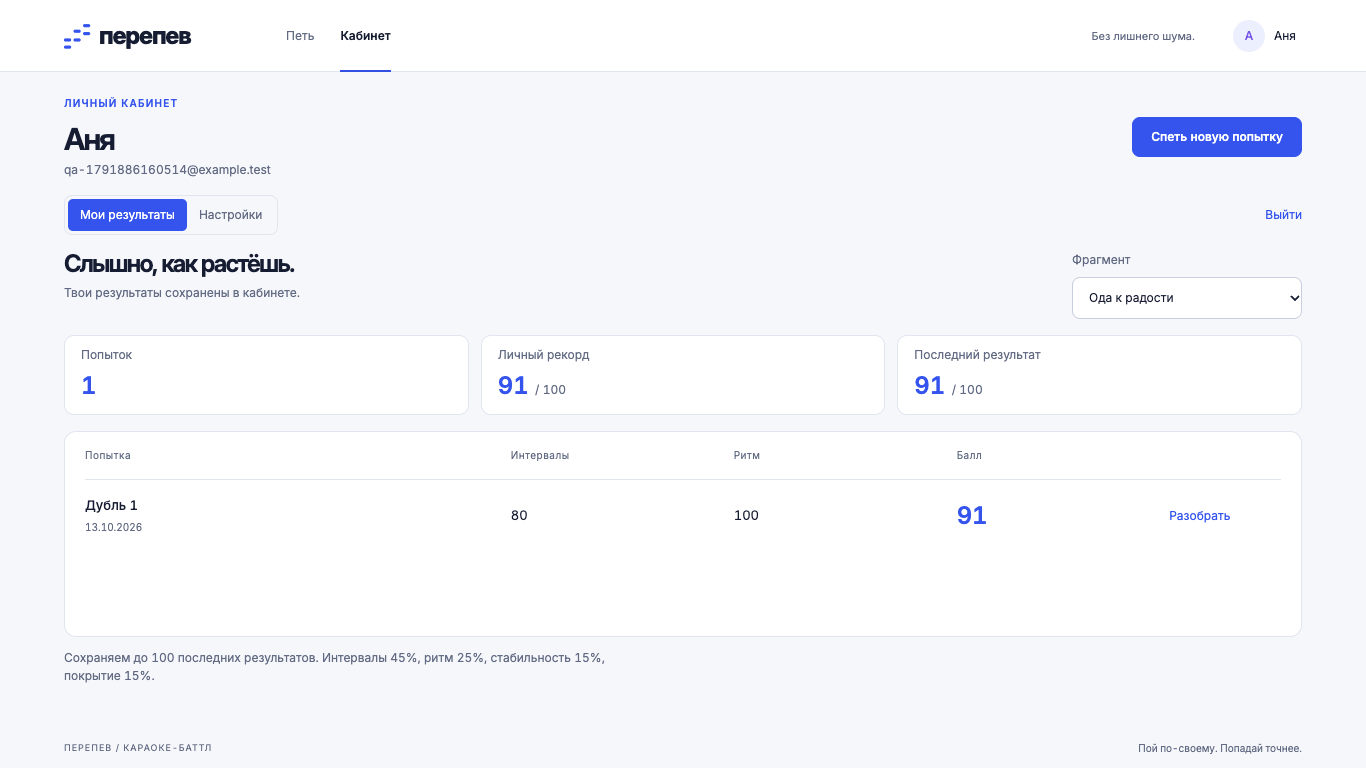 перепев
Петь
Кабинет
Без лишнего шума.
А
Аня
ЛИЧНЫЙ КАБИНЕТ
Аня
qa-1791886160514@example.test
Спеть новую попытку
Мои результаты
Настройки
Выйти
Слышно, как растёшь.
Твои результаты сохранены в кабинете.
Фрагмент
Ода к радости
Попыток
1
Личный рекорд
91 / 100
Последний результат
91 / 100
Попытка Интервалы Ритм Балл
Дубль 1
13.10.2026
80 100 91 Разобрать
Сохраняем до 100 последних результатов. Интервалы 45%, ритм 25%, стабильность 15%,
покрытие 15%.
ПЕРЕПЕВ / КАРАОКЕ-БАТТЛ
Пой по-своему. Попадай точнее.